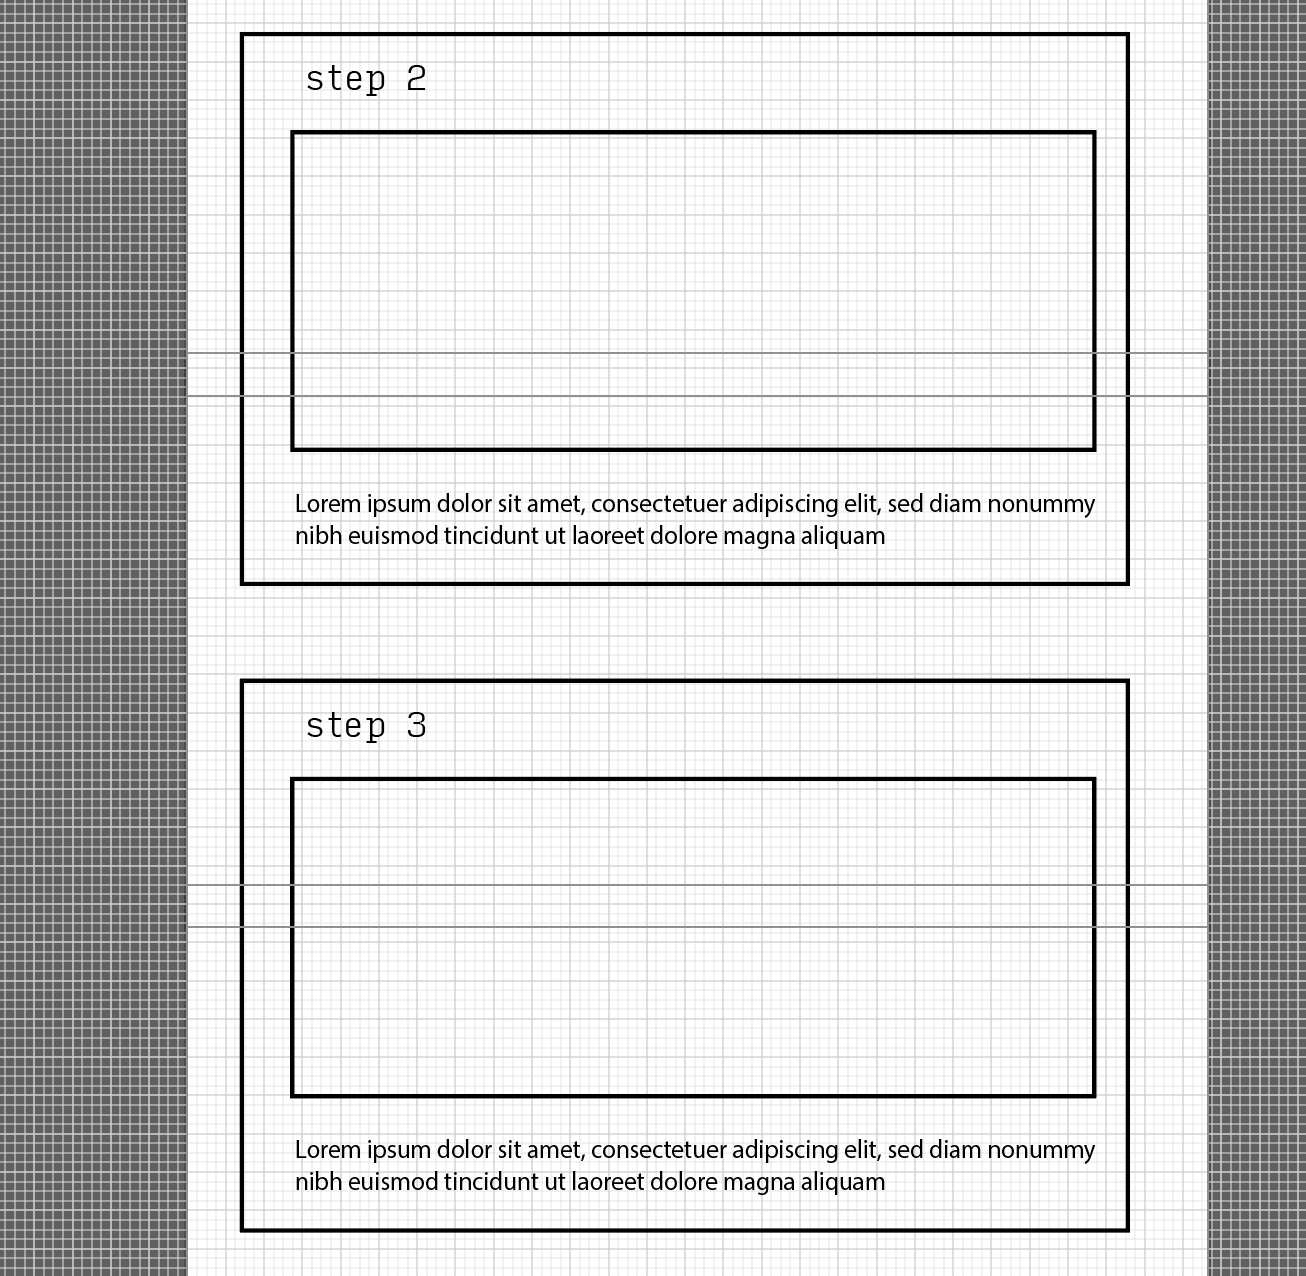 step 2
Lorem ipsum dolor sit amet, consectetuer adipiscing elit, sed diam nonummy
nibh euismod tincidunt ut laoreet dolore magna aliquam
step 3
Lorem ipsum dolor sit amet, consectetuer adipiscing elit, sed diam nonummy
nibh euismod tincidunt ut laoreet dolore magna aliquam